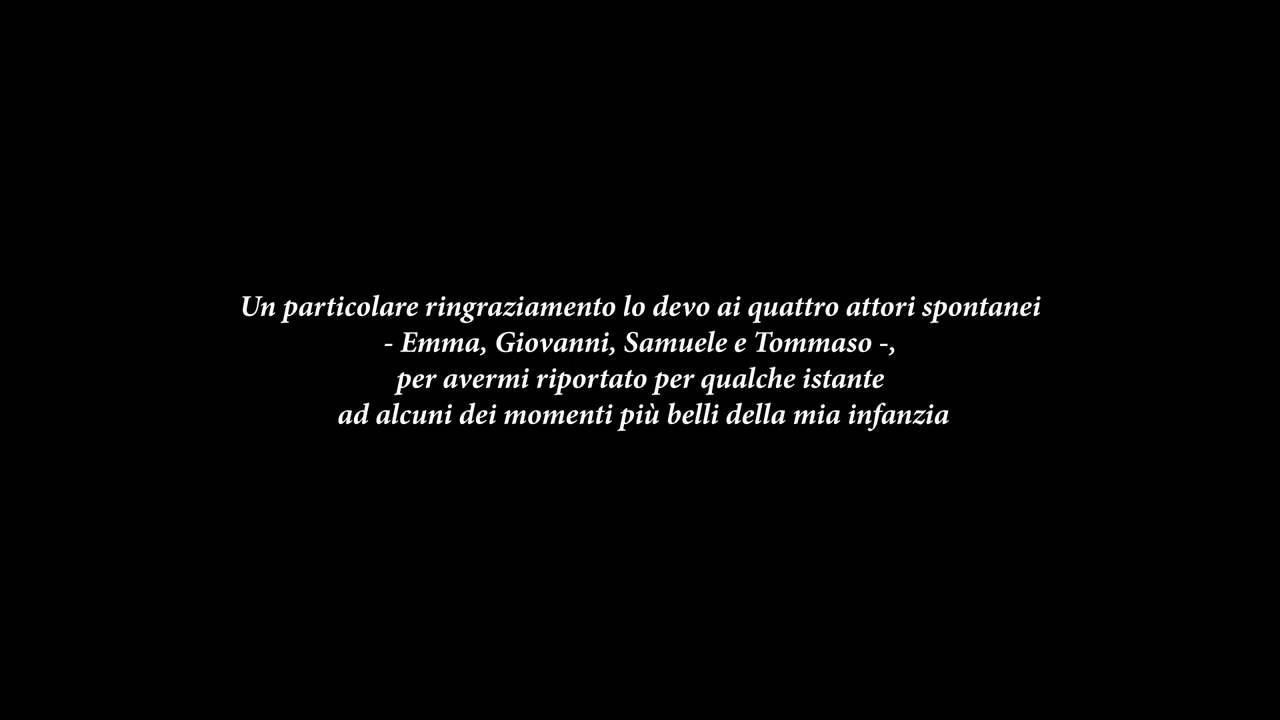 Un particolare ringraziamento lo devo ai quattro attori spontanei
- Emma, Giovanni, Samuele e Tommaso -,
per avermi riportato per qualche istante
ad alcuni dei momenti più belli della mia infanzia